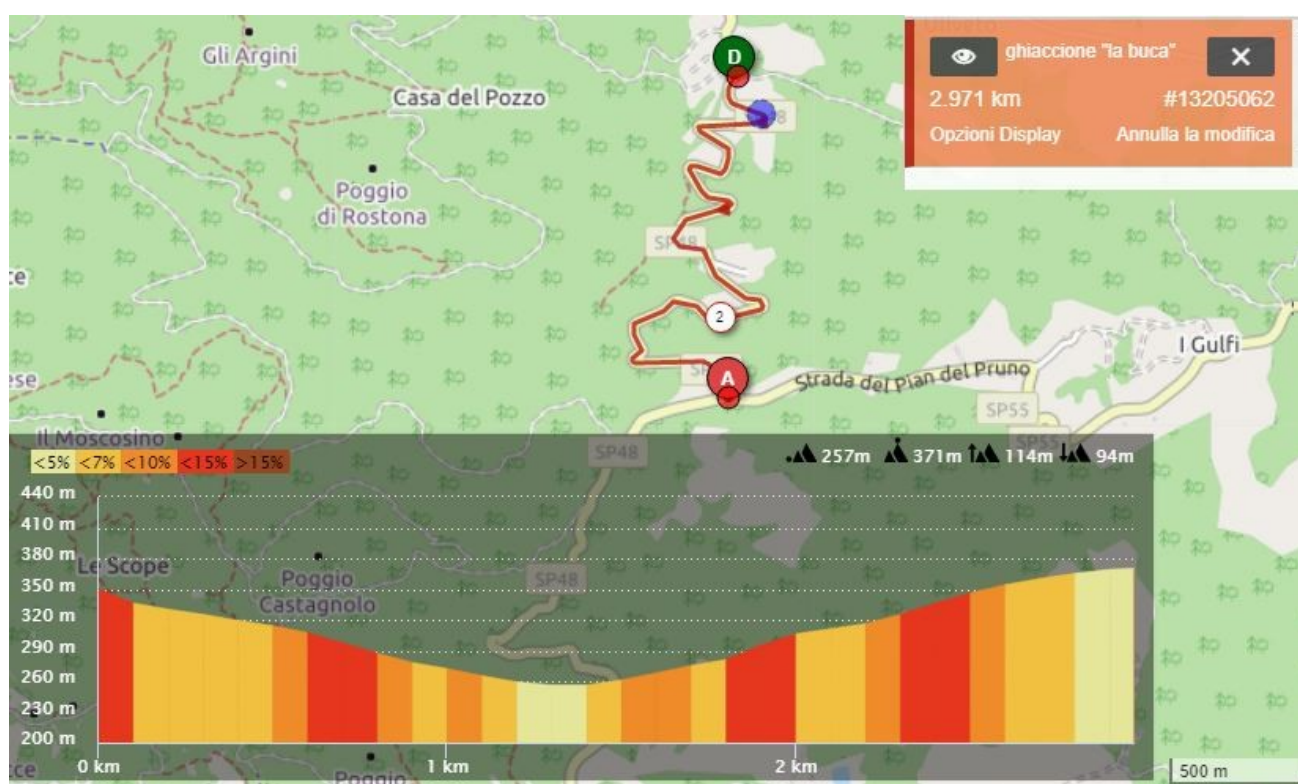 ghiaccione "la buca"
2.971 km
#13205062
Opzioni Display
Annulla la modifica
Gli Argini
D
Casa del Pozzo
Poggio
di Rostona
SP48
2
I Gulfi
A
Strada del Pian del Pruno
SP55
Il Moscosino
SP48
SP55
<5% <7% <10% <15% >15%
257m 371m 114m 94m
440 m
410 m
380 m
350 m
320 m
290 m
260 m
230 m
200 m
Le Scope
Poggio
Castagnolo
SP48
0 km
1 km
2 km
500 m